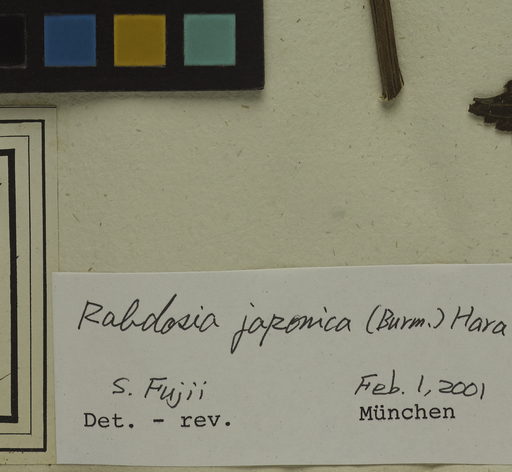 Rabdosia japonica (Burm.) Hara
S. Fujii Feb. 1, 2001
Det. - rev. München